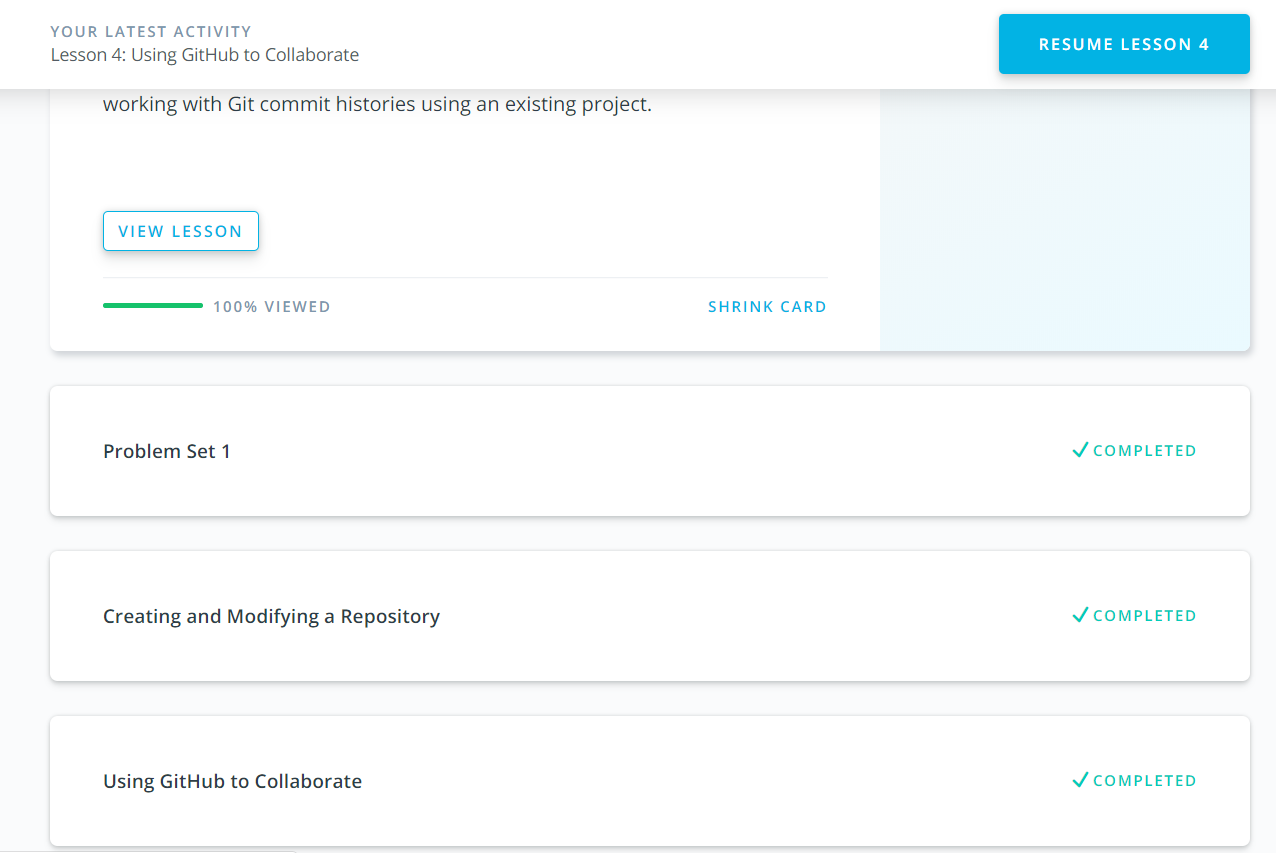 YOUR LATEST ACTIVITY
Lesson 4: Using GitHub to Collaborate
RESUME LESSON 4
working with Git commit histories using an existing project.
VIEW LESSON
100% VIEWED
SHRINK CARD
Problem Set 1
COMPLETED
Creating and Modifying a Repository
COMPLETED
Using GitHub to Collaborate
COMPLETED